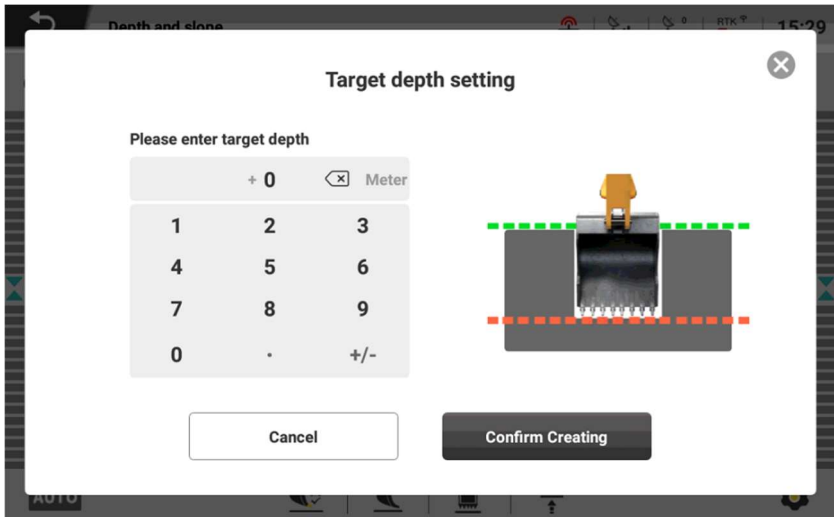 Depth and slope
0
RTK
15:29
Target depth setting
Please enter target depth
+ 0
Meter
1 2 3
4 5 6
7 8 9
0 . +/-
Cancel
Confirm Creating
AUTO